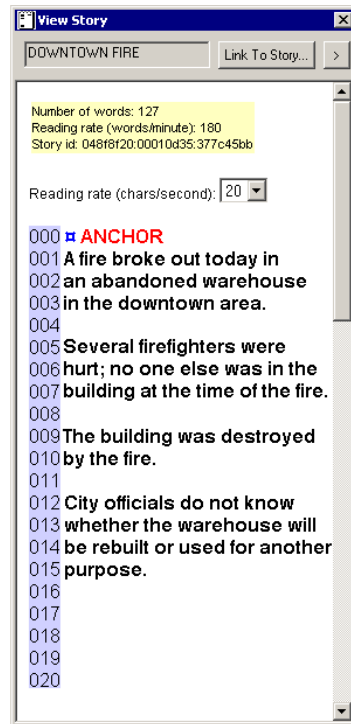 View Story
DOWNTOWN FIRE
Link To Story...
>
Number of words: 127
Reading rate (words/minute): 180
Story id: 048f8f20:00010d35:377c45bb
Reading rate (chars/second): 20
000 ¤ ANCHOR
001 A fire broke out today in
002 an abandoned warehouse
003 in the downtown area.
004
005 Several firefighters were
006 hurt; no one else was in the
007 building at the time of the fire.
008
009 The building was destroyed
010 by the fire.
011
012 City officials do not know
013 whether the warehouse will
014 be rebuilt or used for another
015 purpose.
016
017
018
019
020